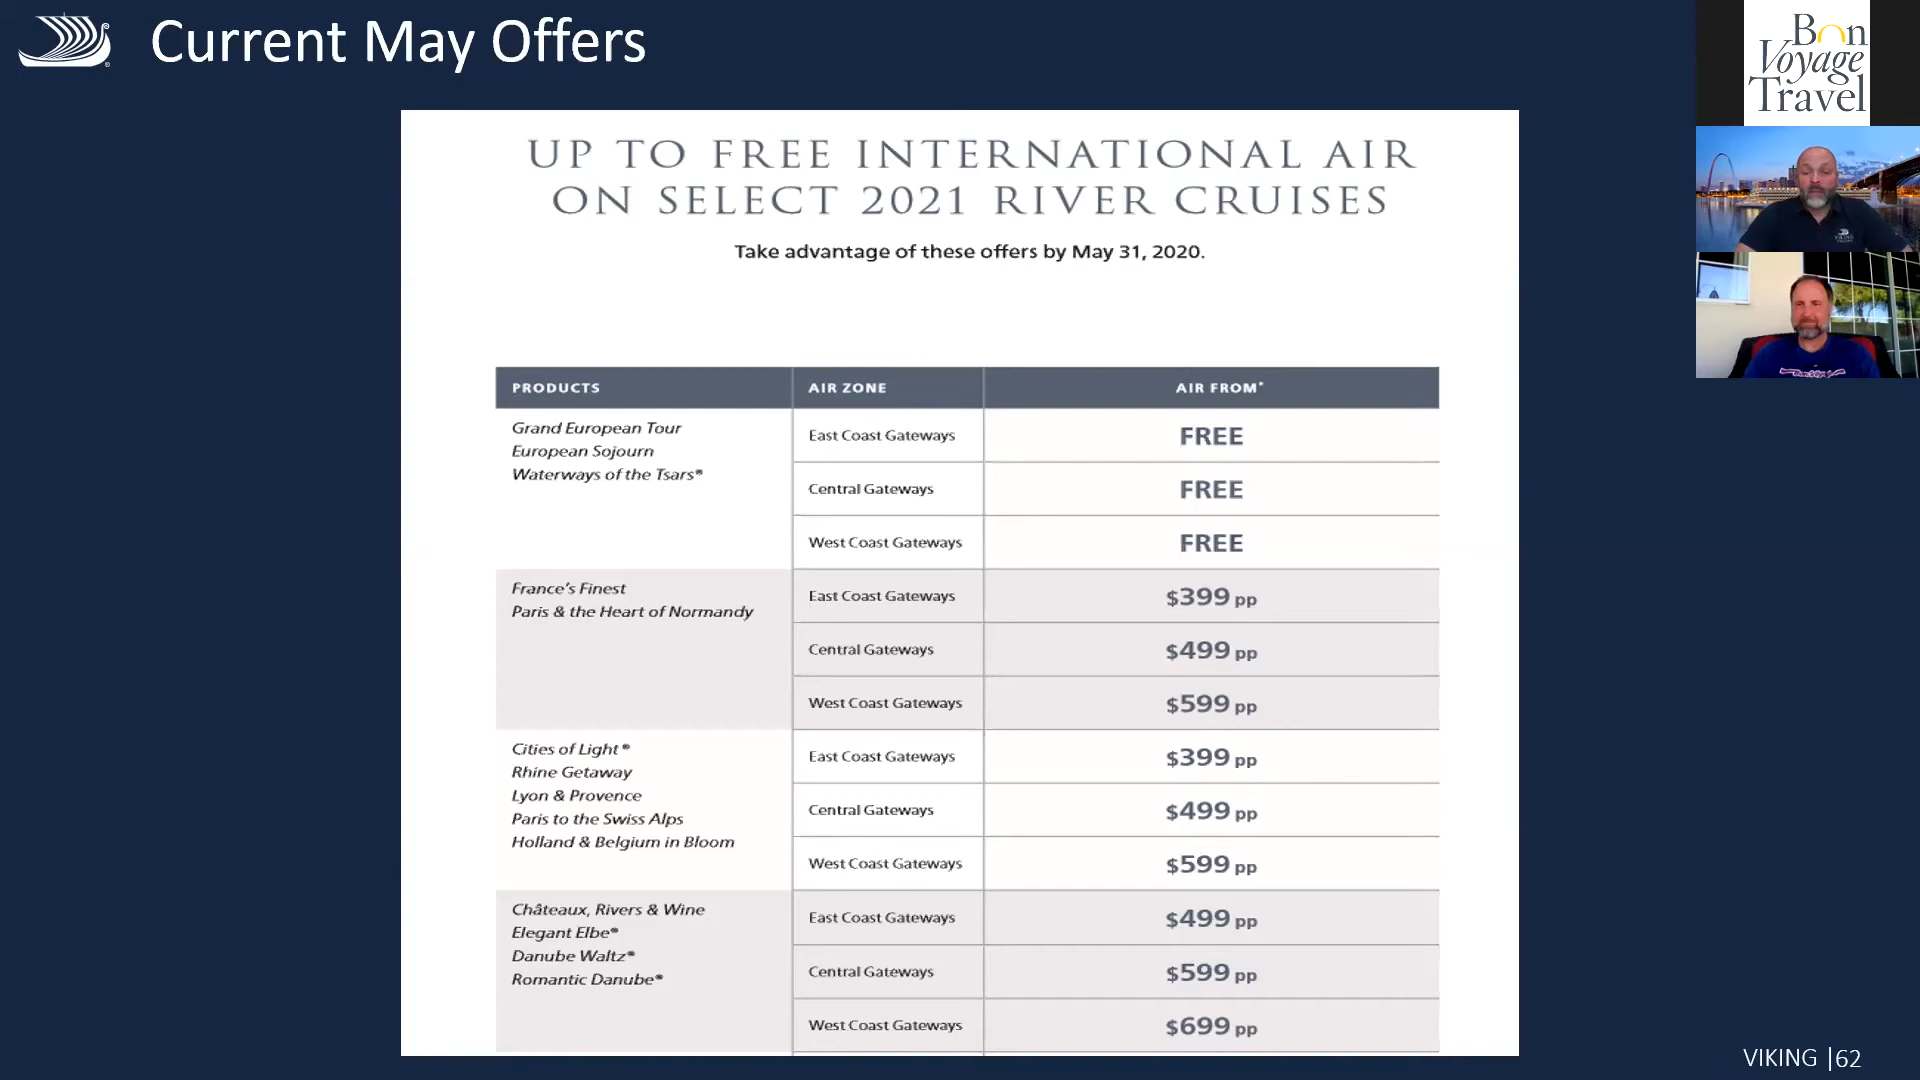 Current May Offers
Bon
Voyage
Travel
UP TO FREE INTERNATIONAL AIR
ON SELECT 2021 RIVER CRUISES
Take advantage of these offers by May 31, 2020.
PRODUCTS AIR ZONE AIR FROM*
Grand European Tour
European Sojourn
Waterways of the Tsars®
East Coast Gateways FREE
Central Gateways FREE
West Coast Gateways FREE
France's Finest
Paris & the Heart of Normandy
East Coast Gateways $399 pp
Central Gateways $499 pp
West Coast Gateways $599 pp
Cities of Light®
Rhine Getaway
Lyon & Provence
Paris to the Swiss Alps
Holland & Belgium in Bloom
East Coast Gateways $399 pp
Central Gateways $499 pp
West Coast Gateways $599 pp
Châteaux, Rivers & Wine
Elegant Elbe®
Danube Waltz®
Romantic Danube®
East Coast Gateways $499 pp
Central Gateways $599 pp
West Coast Gateways $699 pp
VIKING |62